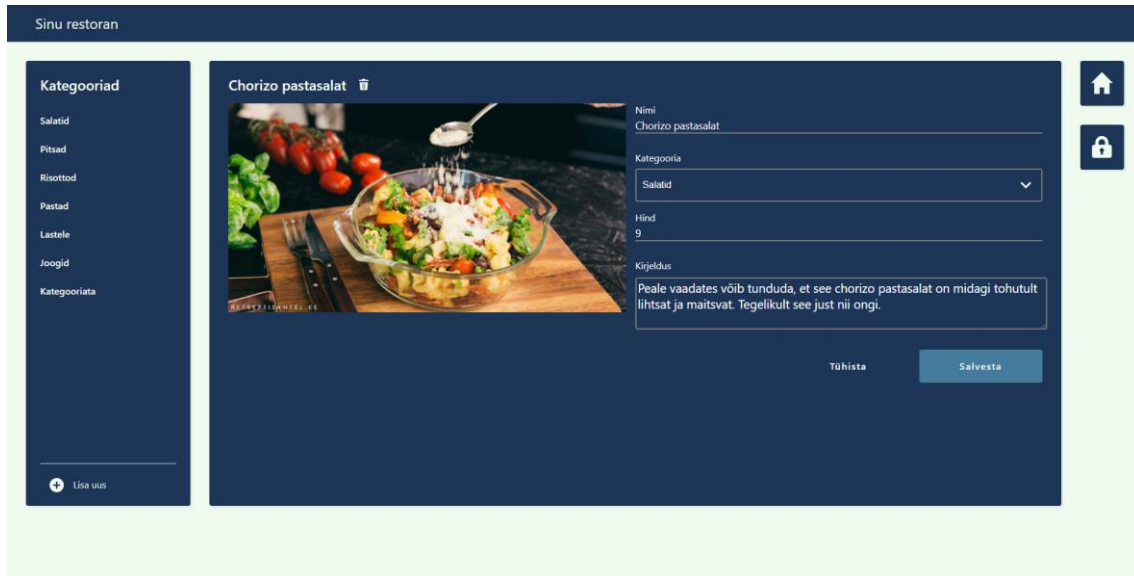 Sinu restoran
Kategooriad
Salatid
Pitsad
Risottod
Pastad
Lastele
Joogid
Kategooriata
Lisa uus
Chorizo pastasalat
RETSEPTISAHTEL.EE
Nimi
Chorizo pastasalat
Kategooria
Salatid
Hind
9
Kirjeldus
Peale vaadates võib tunduda, et see chorizo pastasalat on midagi tohutult
lihtsat ja maitsvat. Tegelikult see just nii ongi.
Tühista
Salvesta